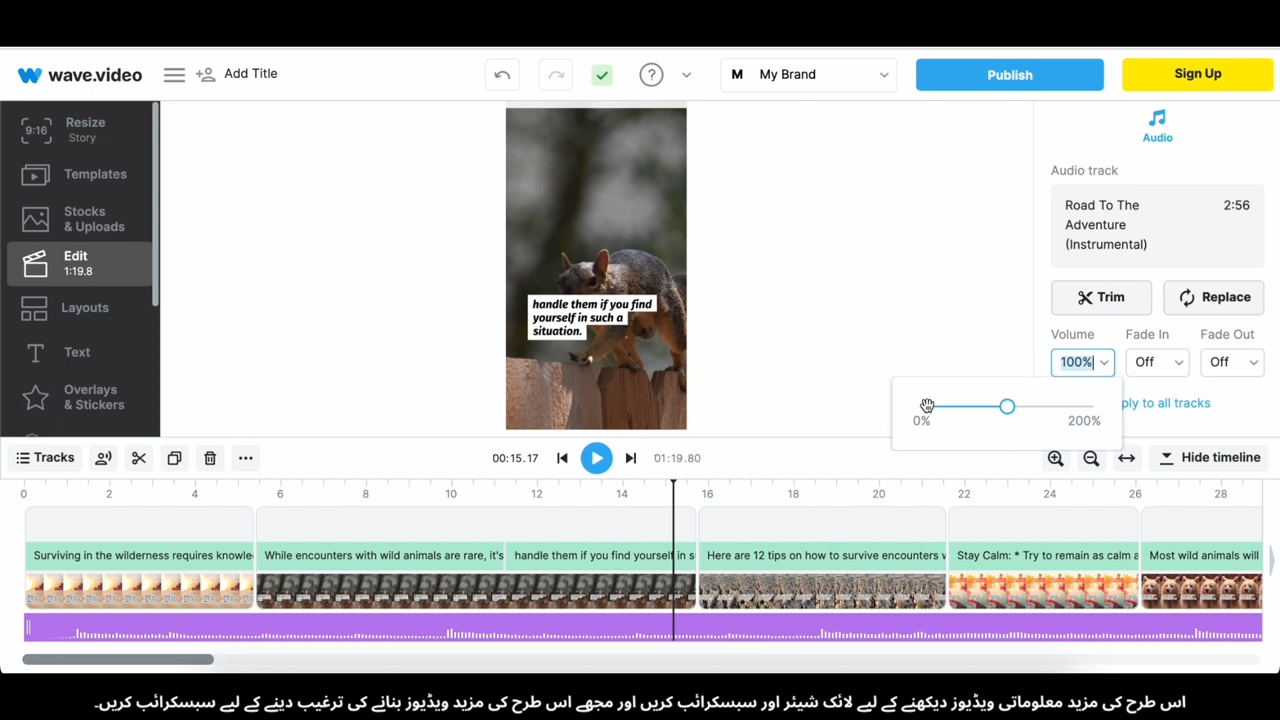 wave.video
Add Title
?
M My Brand
Publish
Sign Up
9:16
Resize
Story
Templates
Stocks
& Uploads
Edit
1:19.8
Layouts
T Text
Overlays
& Stickers
handle them if you find
yourself in such a
situation.
Audio
Audio track
Road To The
Adventure
(Instrumental)
2:56
Trim
Replace
Volume
Fade In
Fade Out
100%
Off
Off
ply to all tracks
0%
200%
Tracks
00:15.17
01:19.80
Hide timeline
0 2 4 6 8 10 12 14 16 18 20 22 24 26 28
Surviving in the wilderness requires knowle
While encounters with wild animals are rare, it's
handle them if you find yourself in s
Here are 12 tips on how to survive encounters v
Stay Calm: * Try to remain as calm a
Most wild animals will
اس طرح کی مزید معلوماتی ویڈیوز دیکھنے کے لیے لائک شیئر اور سبسکرائب کریں اور مجھے اس طرح کی مزید ویڈیوز بنانے کی ترغیب دینے کے لیے سبسکرائب کریں۔